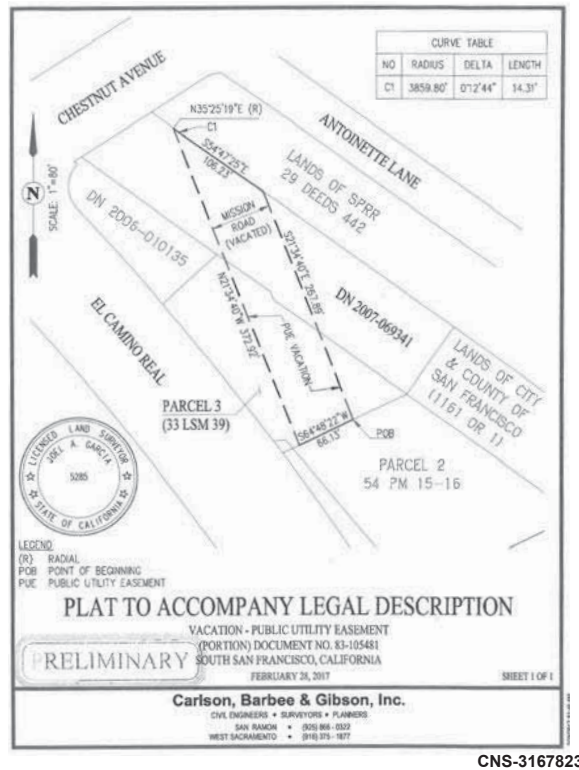 CURVE TABLE
NO RADIUS DELTA LENGTH
C1 3859.80' 0°12'44" 14.31'
CHESTNUT AVENUE
N35°25'19"E (R)
C1
ANTOINETTE LANE
S54°47'25"E
106.23'
LANDS OF SPRR
29 DEEDS 442
N
SCALE: 1"=80'
MISSION
ROAD
(VACATED)
DN 2006-010135
S21°34'40"E 267.89'
DN 2007-069341
N21°34'40"W 372.92'
EL CAMINO REAL
PUE VACATION
LANDS OF CITY
& COUNTY OF
SAN FRANCISCO
(1161 OR 1)
PARCEL 3
(33 LSM 39)
S64°48'22"W
66.13'
POB
PARCEL 2
54 PM 15-16
LICENSED LAND SURVEYOR
JOEL A. GARCIA
5285
STATE OF CALIFORNIA
LEGEND
(R) RADIAL
POB POINT OF BEGINNING
PUE PUBLIC UTILITY EASEMENT
PLAT TO ACCOMPANY LEGAL DESCRIPTION
VACATION - PUBLIC UTILITY EASEMENT
(PORTION) DOCUMENT NO. 83-105481
PRELIMINARY
SOUTH SAN FRANCISCO, CALIFORNIA
FEBRUARY 28, 2017
SHEET 1 OF 1
Carlson, Barbee & Gibson, Inc.
CIVIL ENGINEERS • SURVEYORS • PLANNERS
SAN RAMON • (925) 866-0322
WEST SACRAMENTO • (916) 375-1877
CNS-3167823